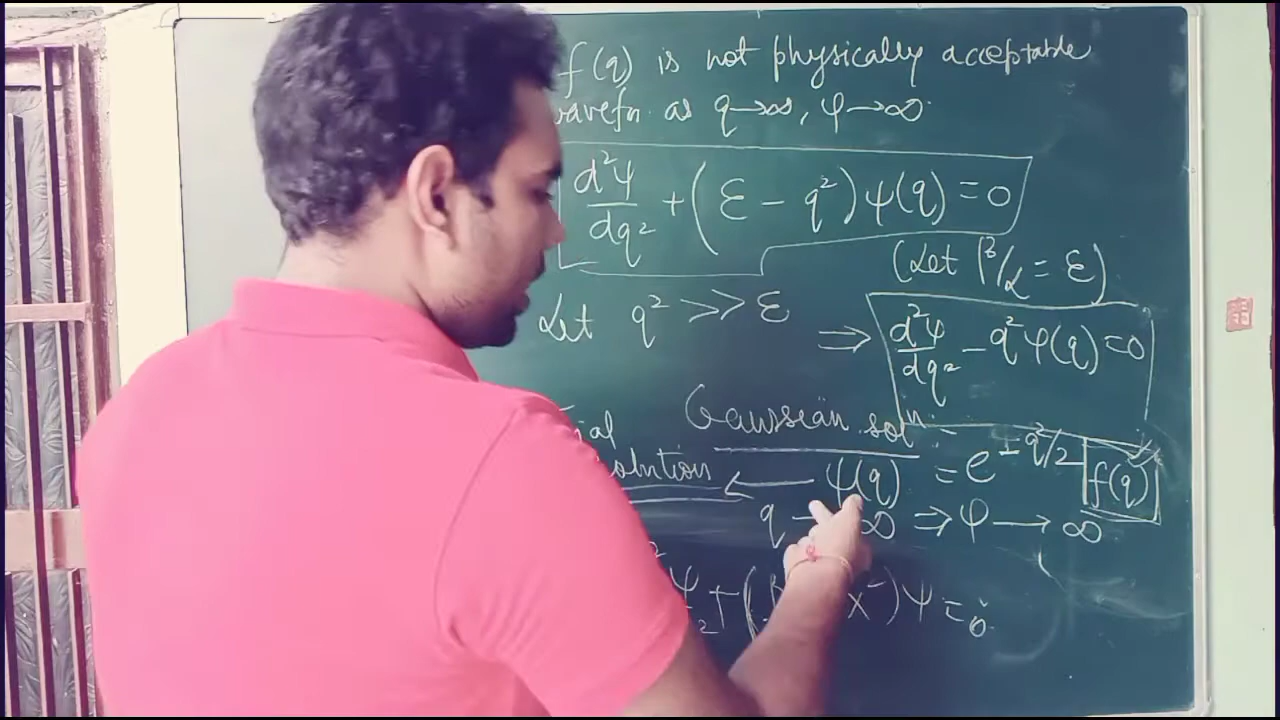 f(q) is not physically acceptable
wavefn. as q→∞, ψ→∞.
d²ψ/dq² + (ε − q²)ψ(q) = 0
(Let β/α = ε)
Let q² >> ε
⇒ d²ψ/dq² − q²ψ(q) = 0
Gaussian solⁿ:-
solution ← ψ(q) = e^(±q²/2) f(q)
q → ∞ ⇒ ψ → ∞
ψ = 0